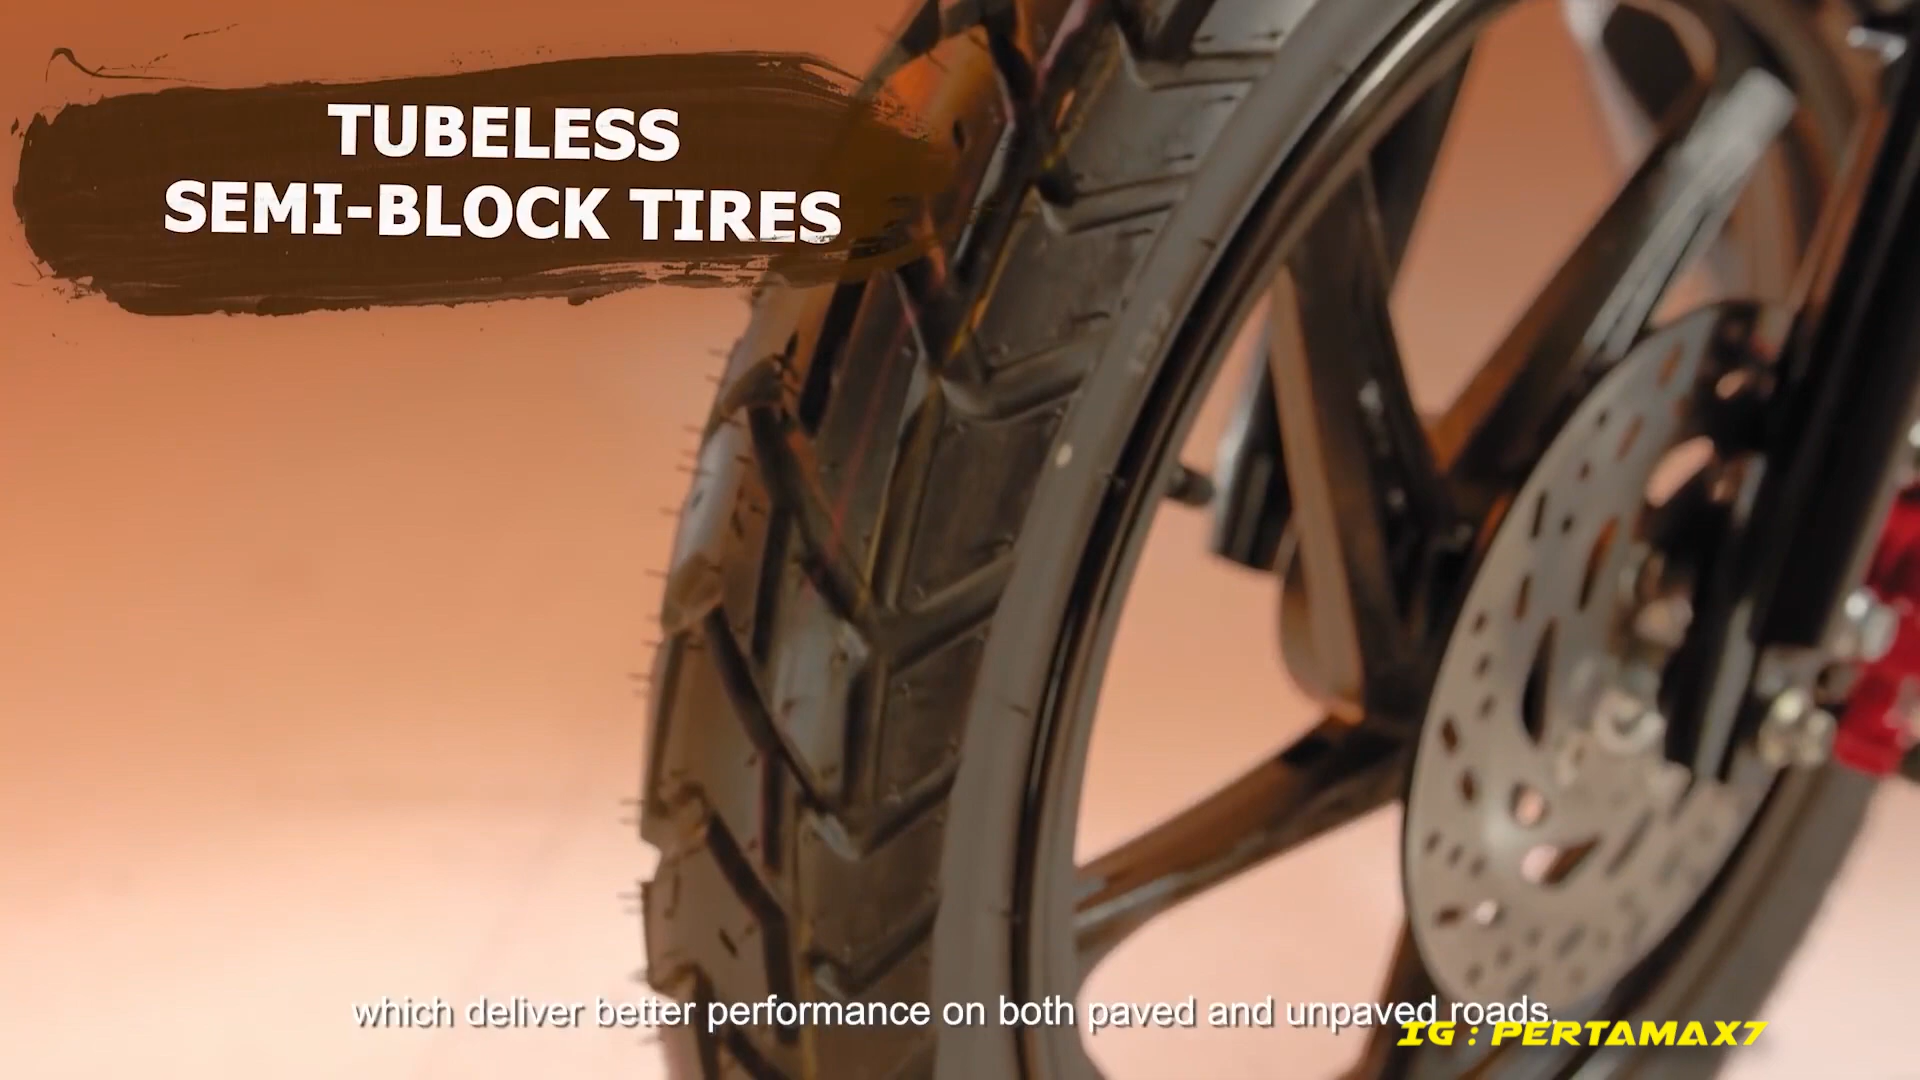 TUBELESS
SEMI-BLOCK TIRES
which deliver better performance on both paved and unpaved roads.
IG : PERTAMAX7